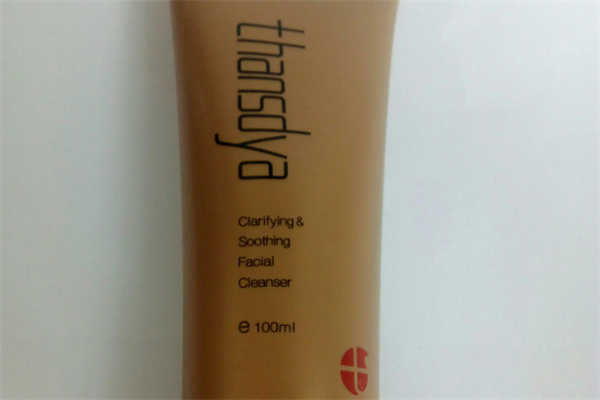 thansdya
Clarifying &
Soothing
Facial
Cleanser
e 100ml